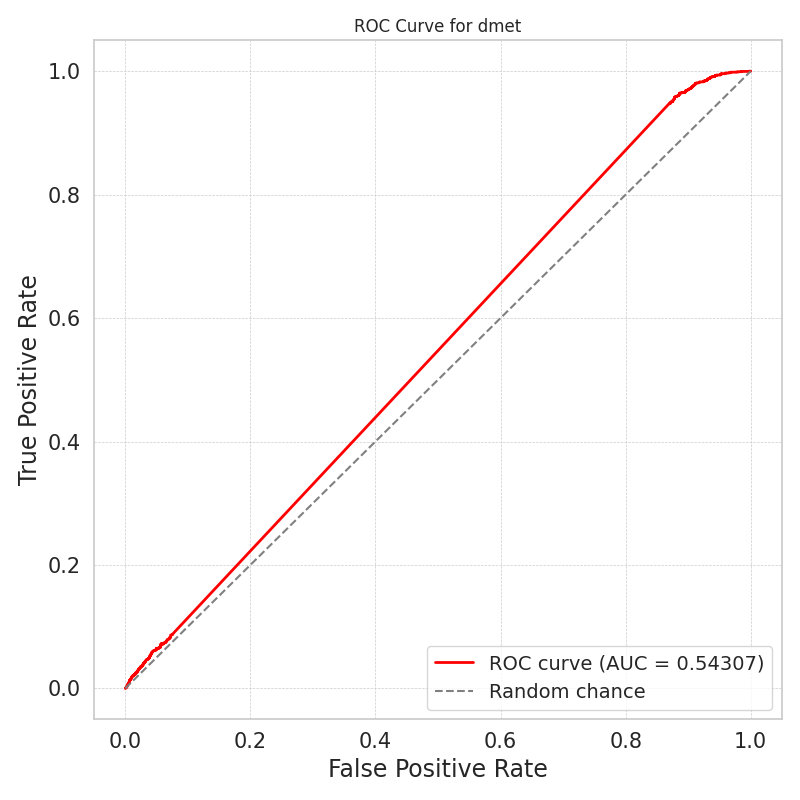 ROC Curve for dmet
1.0
0.8
0.6
0.4
0.2
0.0
True Positive Rate
ROC curve (AUC = 0.54307)
Random chance
0.0 0.2 0.4 0.6 0.8 1.0
False Positive Rate